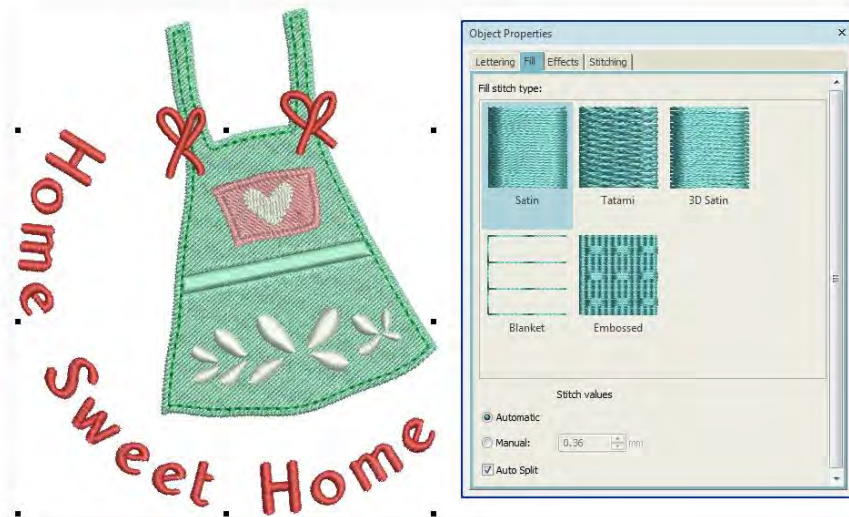 Home
Sweet Home
Object Properties
Lettering Fill Effects Stitching
Fill stitch type:
Satin Tatami 3D Satin
Blanket Embossed
Stitch values
Automatic
Manual: 0.36 mm
Auto Split